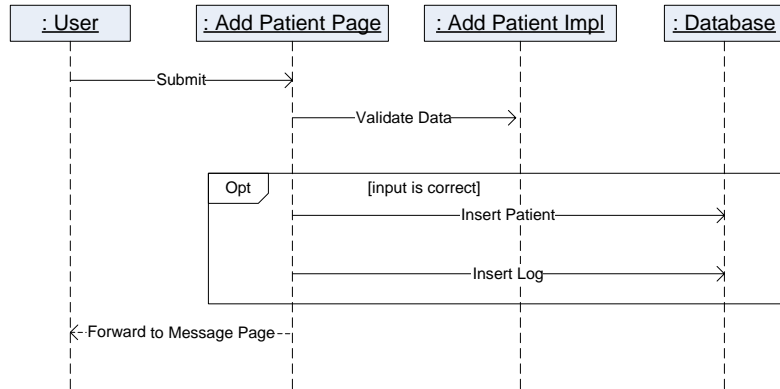 : User
: Add Patient Page
: Add Patient Impl
: Database
Submit
Validate Data
Opt
[input is correct]
Insert Patient
Insert Log
Forward to Message Page